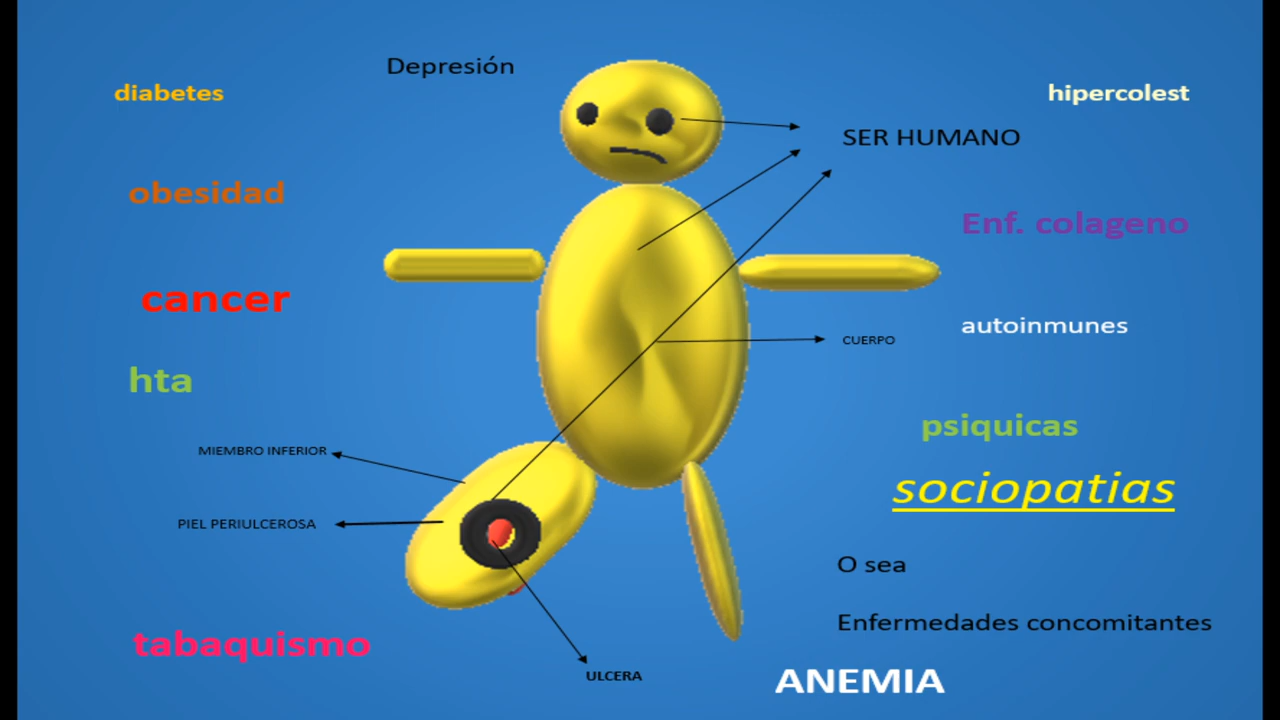 Depresión
diabetes
hipercolest
SER HUMANO
obesidad
Enf. colageno
cancer
autoinmunes
CUERPO
hta
psiquicas
MIEMBRO INFERIOR
sociopatias
PIEL PERIULCEROSA
O sea
Enfermedades concomitantes
tabaquismo
ULCERA
ANEMIA